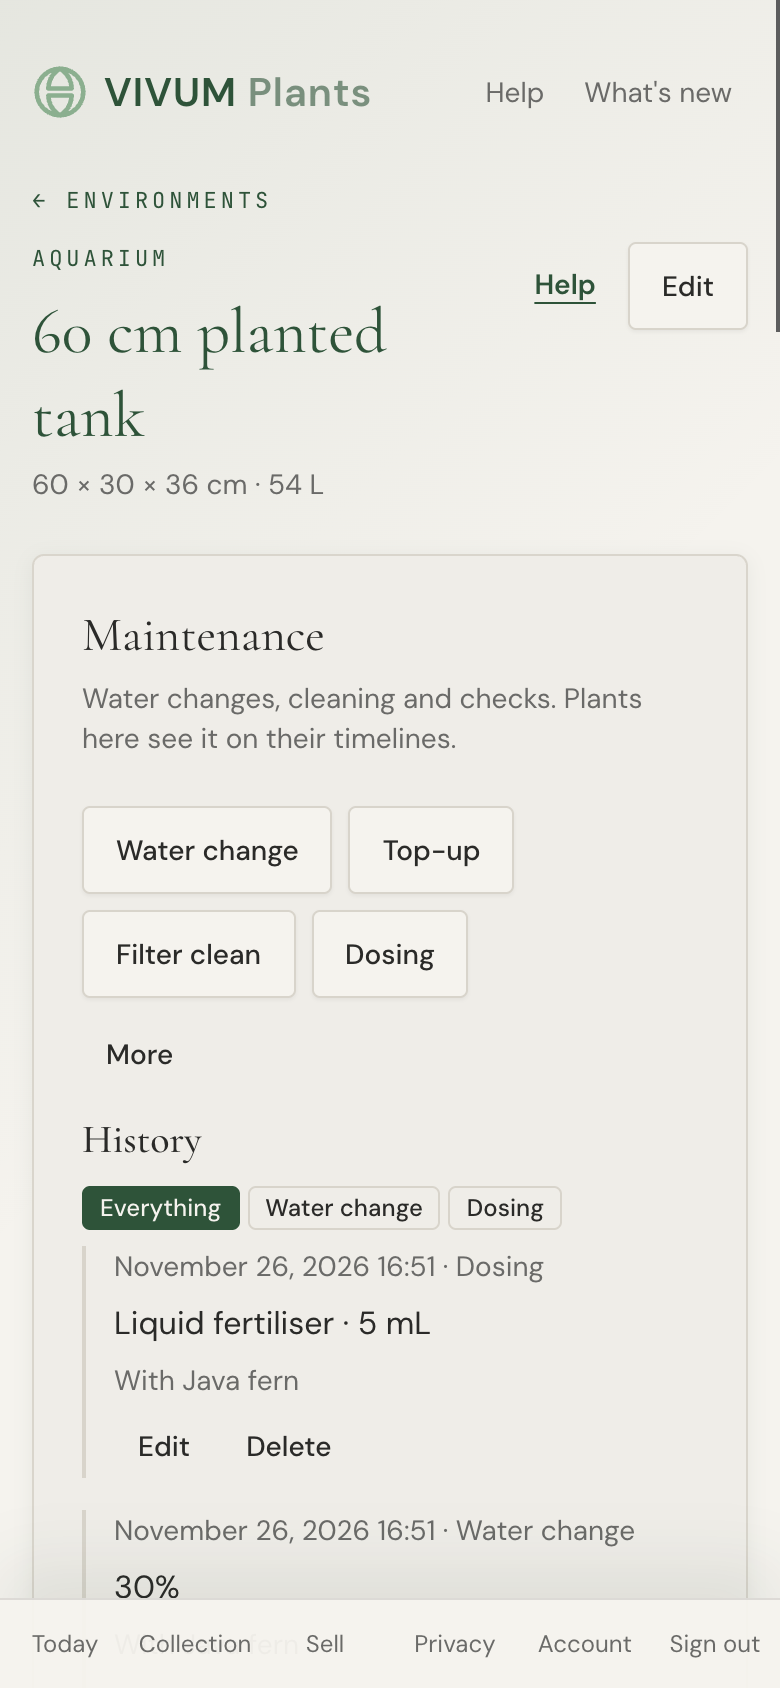 VIVUM Plants
Help
What's new
← ENVIRONMENTS
AQUARIUM
Help
Edit
60 cm planted
tank
60 × 30 × 36 cm · 54 L
Maintenance
Water changes, cleaning and checks. Plants
here see it on their timelines.
Water change
Top-up
Filter clean
Dosing
More
History
Everything
Water change
Dosing
November 26, 2026 16:51 · Dosing
Liquid fertiliser · 5 mL
With Java fern
Edit
Delete
November 26, 2026 16:51 · Water change
30%
Today
Collection
Sell
Privacy
Account
Sign out